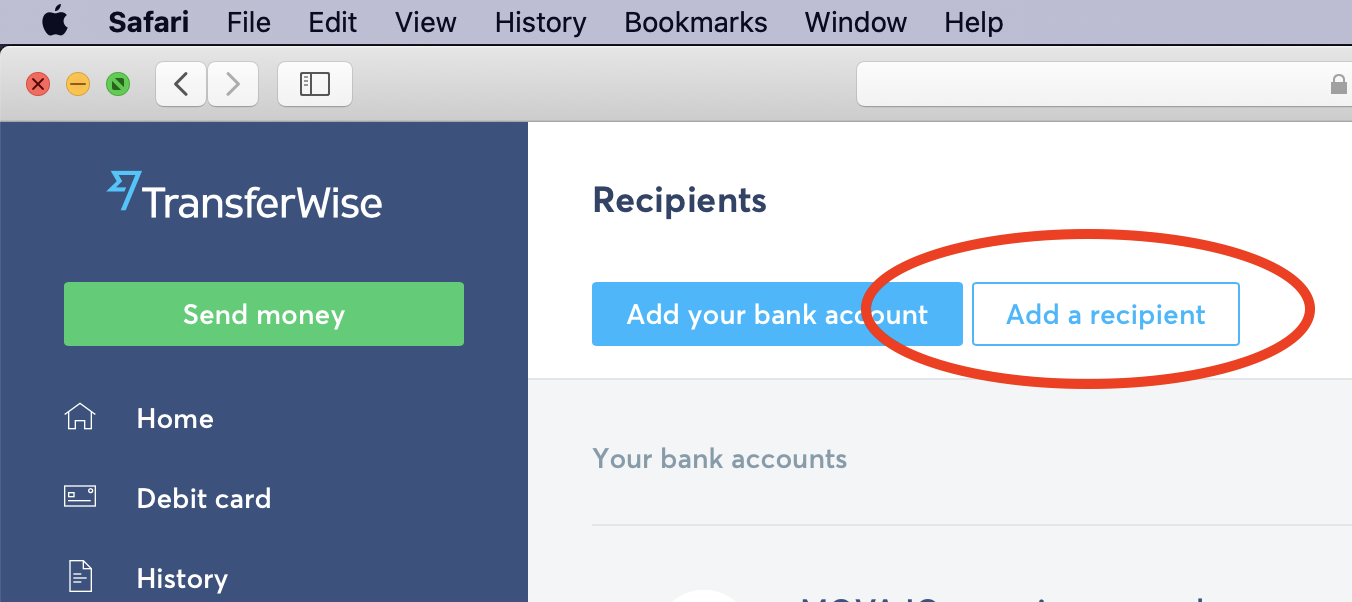 Safari File Edit View History Bookmarks Window Help
TransferWise
Send money
Home
Debit card
History
Recipients
Add your bank account Add a recipient
Your bank accounts